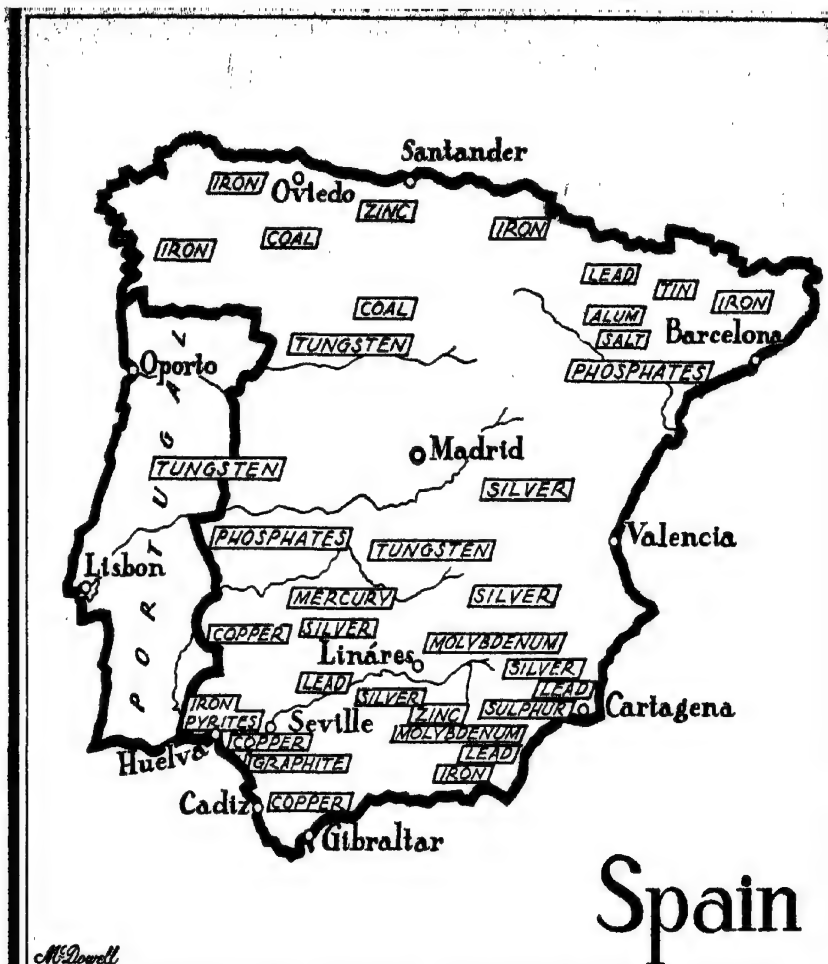 Santander
IRON
Oviedo
ZINC
IRON
COAL
IRON
LEAD
TIN
IRON
COAL
ALUM
SALT
Barcelona
TUNGSTEN
Oporto
PHOSPHATES
PORTUGAL
Madrid
TUNGSTEN
SILVER
PHOSPHATES
TUNGSTEN
Valencia
Lisbon
MERCURY
SILVER
COPPER
SILVER
MOLYBDENUM
Lináres
SILVER
LEAD
LEAD
SILVER
SULPHUR
Cartagena
IRON
PYRITES
ZINC
Seville
MOLYBDENUM
COPPER
Huelva
LEAD
GRAPHITE
IRON
Cadiz
COPPER
Gibraltar
Spain
McDowell